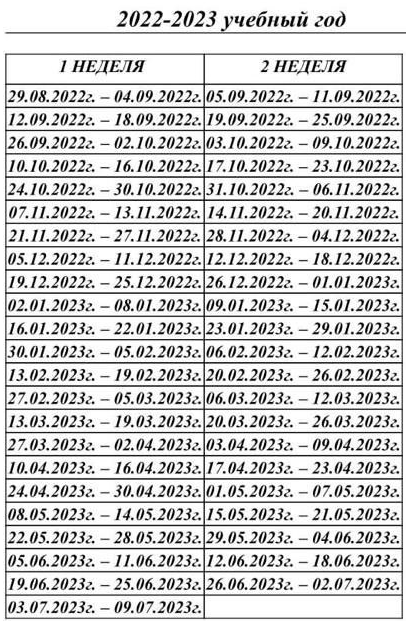 2022-2023 учебный год
1 НЕДЕЛЯ 2 НЕДЕЛЯ
29.08.2022г. – 04.09.2022г. 05.09.2022г. – 11.09.2022г.
12.09.2022г. – 18.09.2022г. 19.09.2022г. – 25.09.2022г.
26.09.2022г. – 02.10.2022г. 03.10.2022г. – 09.10.2022г.
10.10.2022г. – 16.10.2022г. 17.10.2022г. – 23.10.2022г.
24.10.2022г. – 30.10.2022г. 31.10.2022г. – 06.11.2022г.
07.11.2022г. – 13.11.2022г. 14.11.2022г. – 20.11.2022г.
21.11.2022г. – 27.11.2022г. 28.11.2022г. – 04.12.2022г.
05.12.2022г. – 11.12.2022г. 12.12.2022г. – 18.12.2022г.
19.12.2022г. – 25.12.2022г. 26.12.2022г. – 01.01.2023г.
02.01.2023г. – 08.01.2023г. 09.01.2023г. – 15.01.2023г.
16.01.2023г. – 22.01.2023г. 23.01.2023г. – 29.01.2023г.
30.01.2023г. – 05.02.2023г. 06.02.2023г. – 12.02.2023г.
13.02.2023г. – 19.02.2023г. 20.02.2023г. – 26.02.2023г.
27.02.2023г. – 05.03.2023г. 06.03.2023г. – 12.03.2023г.
13.03.2023г. – 19.03.2023г. 20.03.2023г. – 26.03.2023г.
27.03.2023г. – 02.04.2023г. 03.04.2023г. – 09.04.2023г.
10.04.2023г. – 16.04.2023г. 17.04.2023г. – 23.04.2023г.
24.04.2023г. – 30.04.2023г. 01.05.2023г. – 07.05.2023г.
08.05.2023г. – 14.05.2023г. 15.05.2023г. – 21.05.2023г.
22.05.2023г. – 28.05.2023г. 29.05.2023г. – 04.06.2023г.
05.06.2023г. – 11.06.2023г. 12.06.2023г. – 18.06.2023г.
19.06.2023г. – 25.06.2023г. 26.06.2023г. – 02.07.2023г.
03.07.2023г. – 09.07.2023г.